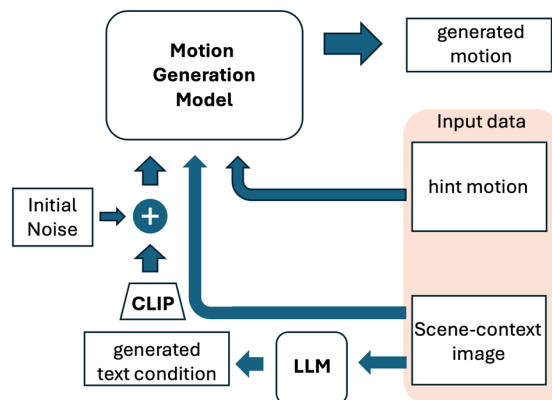 Motion
Generation
Model
generated
motion
Input data
hint motion
Initial
Noise
+
CLIP
Scene-context
image
generated
text condition
LLM